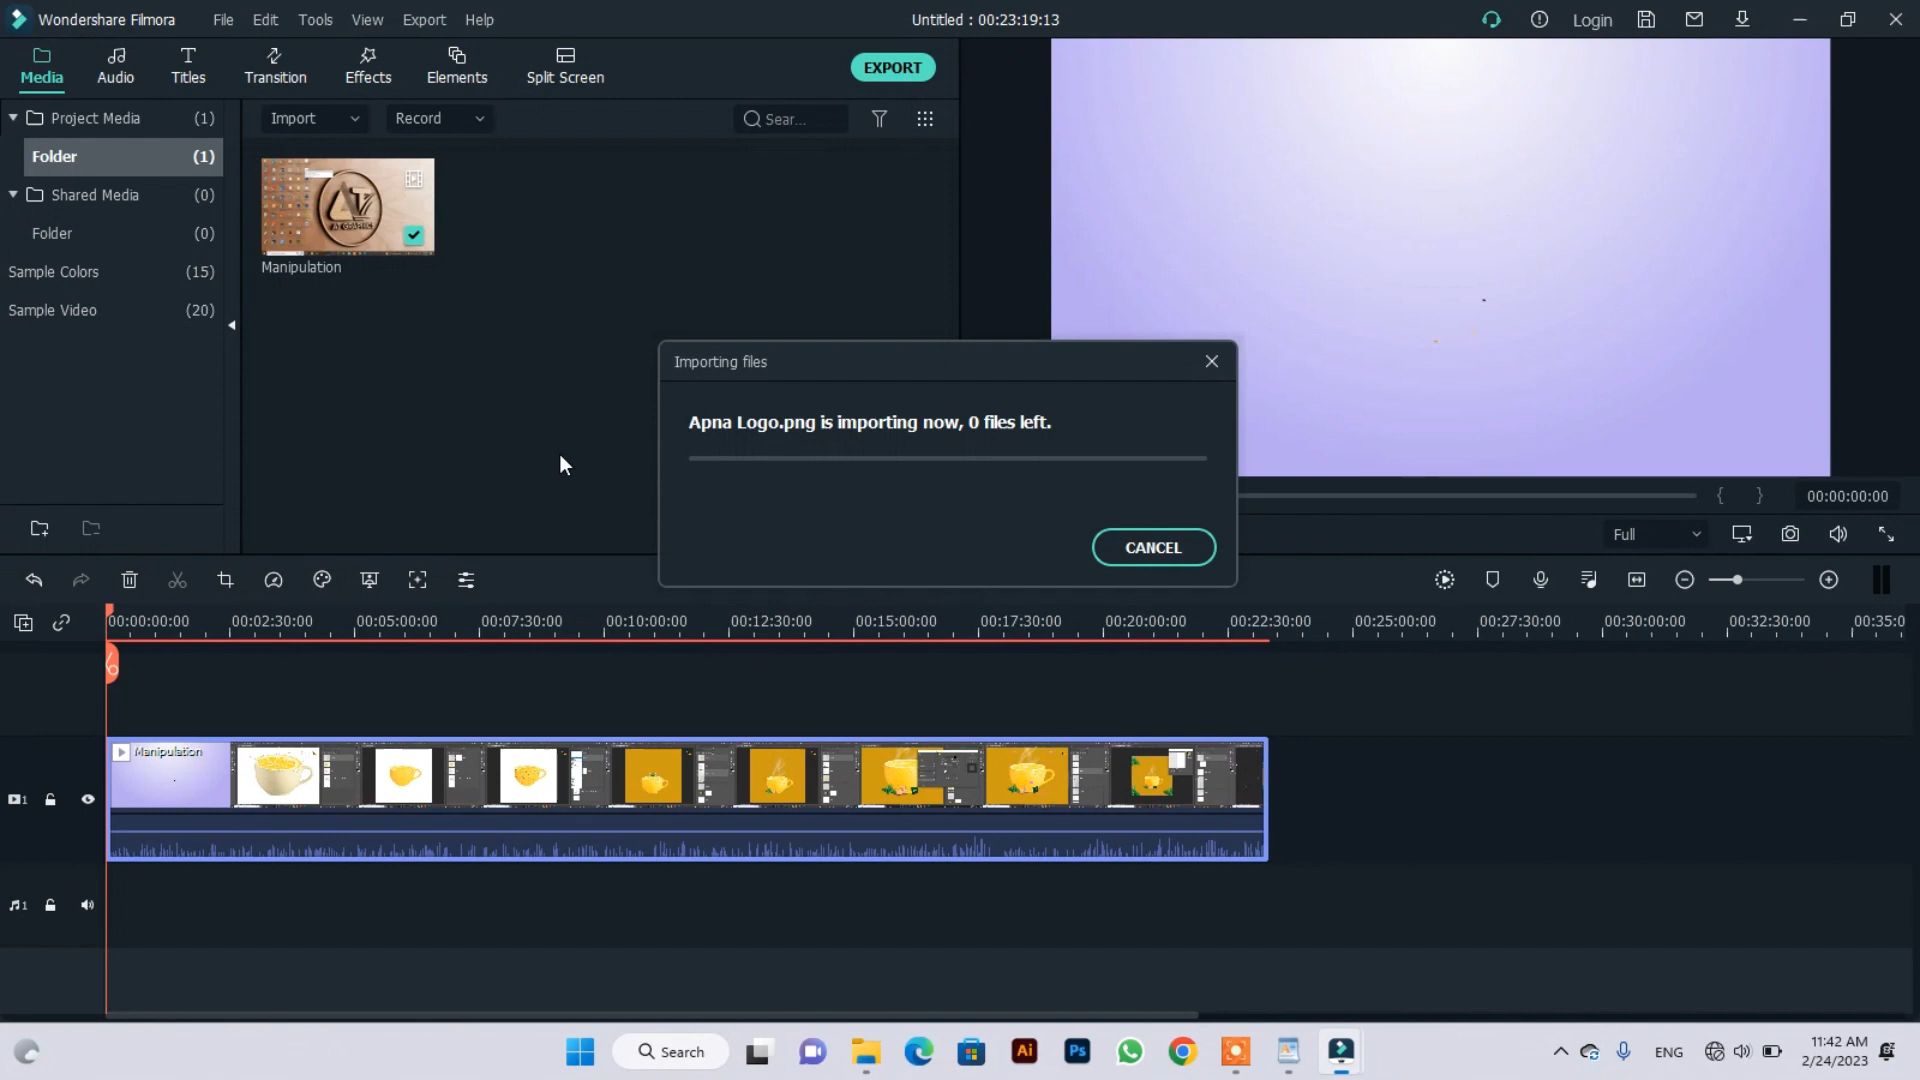 Wondershare Filmora File Edit Tools View Export Help Untitled : 00:23:19:13 Login
Media Audio Titles Transition Effects Elements Split Screen EXPORT
Project Media (1)
Import Record Sear...
Folder (1)
Shared Media (0)
Folder (0)
Sample Colors (15)
Sample Video (20)
AT GRAPHIC
Manipulation
Importing files
Apna Logo.png is importing now, 0 files left.
CANCEL
{ } 00:00:00:00
Full
00:00:00:00 00:02:30:00 00:05:00:00 00:07:30:00 00:10:00:00 00:12:30:00 00:15:00:00 00:17:30:00 00:20:00:00 00:22:30:00 00:25:00:00 00:27:30:00 00:30:00:00 00:32:30:00 00:35:0
Manipulation
1
1
Search Ai Ps ENG 11:42 AM
2/24/2023